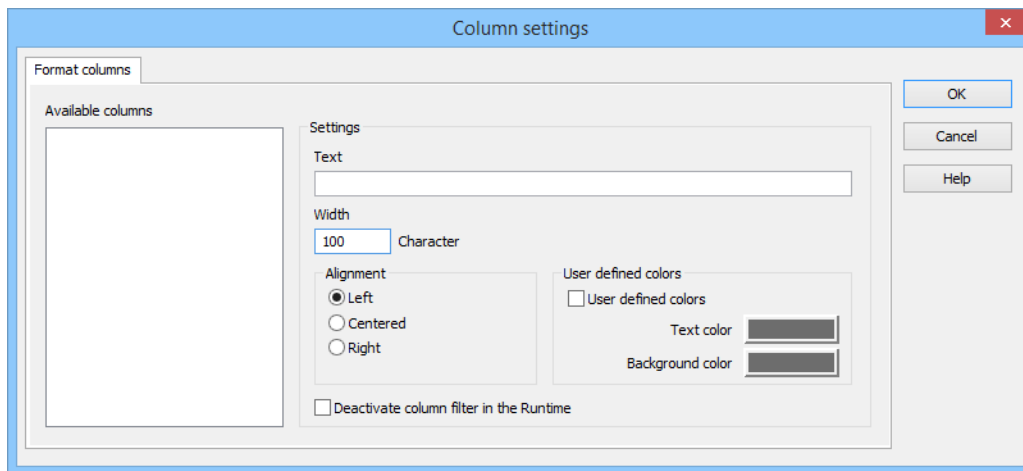 Column settings
Format columns
OK
Cancel
Help
Available columns
Settings
Text
Width
100 Character
Alignment
Left
Centered
Right
User defined colors
User defined colors
Text color
Background color
Deactivate column filter in the Runtime